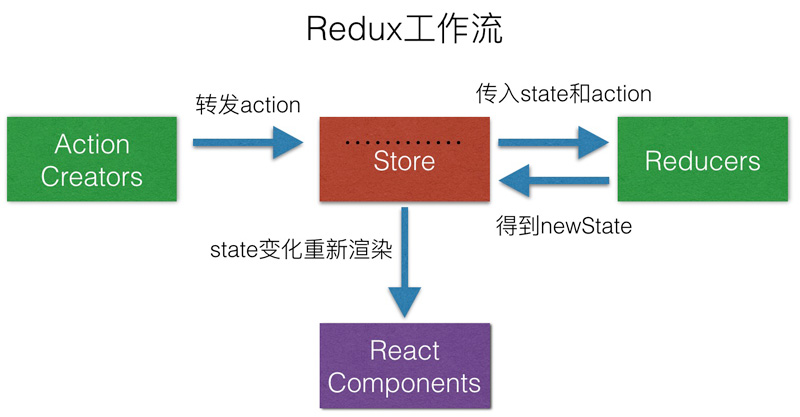 Redux工作流
转发action
传入state和action
Action
Creators
Store
Reducers
得到newState
state变化重新渲染
React
Components